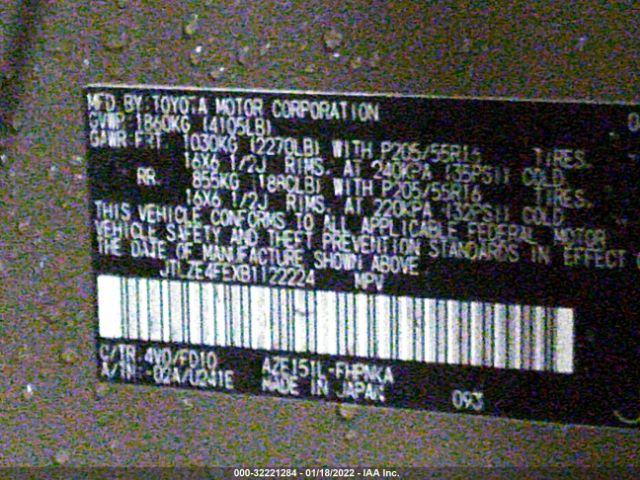 MFD. BY: TOYOTA MOTOR CORPORATION 0
GVWR 1860KG (4105LB)
GAWR FRT 1030KG (2270LB) WITH P205/55R16 TIRES.
16X6 1/2J RIMS, AT 240KPA (35PSI) COLD
RR 855KG (1880LB) WITH P205/55R16 TIRES.
16X6 1/2J RIMS, AT 220KPA (32PSI) COLD
THIS VEHICLE CONFORMS TO ALL APPLICABLE FEDERAL MOTOR
VEHICLE SAFETY AND THEFT PREVENTION STANDARDS IN EFFECT
THE DATE OF MANUFACTURE SHOWN ABOVE
JTLZE4FEXB1122224 MPV
C/TR 4V0/FD10 AZE151L-FHPNKA
A/TM -02A/U241E MADE IN JAPAN 093
000-32221284 - 01/18/2022 - IAA Inc.